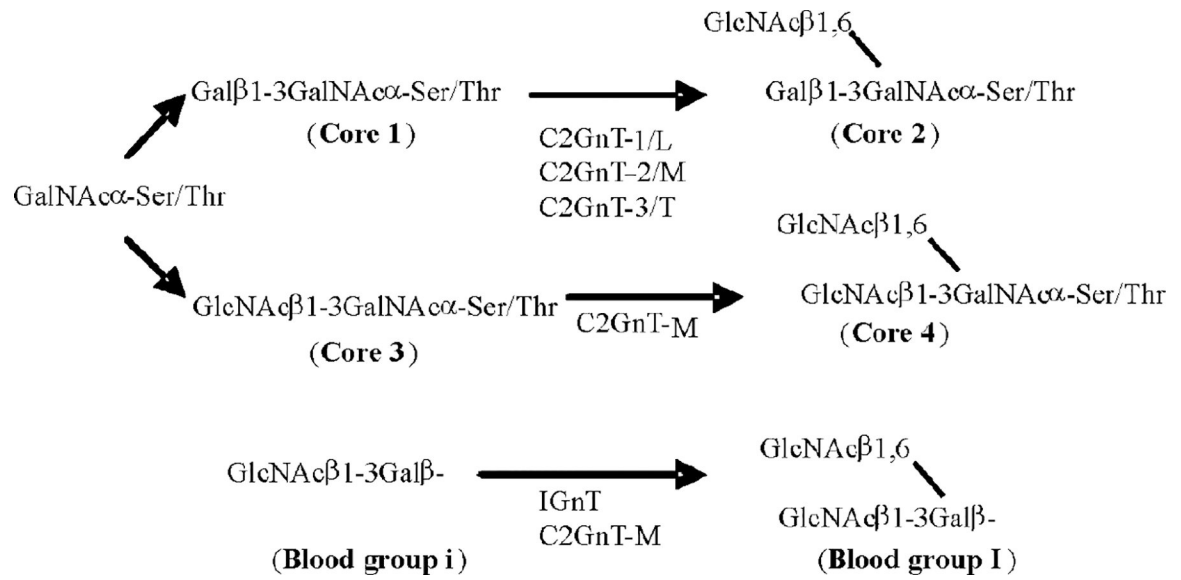 GlcNAcβ1,6
Galβ1-3GalNAcα-Ser/Thr
Galβ1-3GalNAcα-Ser/Thr
(Core 1)
C2GnT-1/L
(Core 2)
C2GnT-2/M
GalNAcα-Ser/Thr
C2GnT-3/T
GlcNAcβ1,6
GlcNAcβ1-3GalNAcα-Ser/Thr
GlcNAcβ1-3GalNAcα-Ser/Thr
C2GnT-M
(Core 3)
(Core 4)
GlcNAcβ1,6
GlcNAcβ1-3Galβ-
IGnT
GlcNAcβ1-3Galβ-
C2GnT-M
(Blood group i)
(Blood group I)